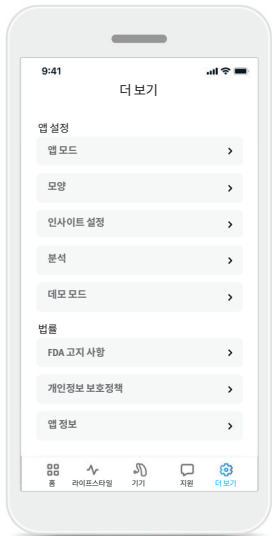 9:41
더 보기
앱 설정
앱 모드
모양
인사이트 설정
분석
데모 모드
법률
FDA 고지 사항
개인정보 보호정책
앱 정보
홈 라이프스타일 기기 지원 더 보기